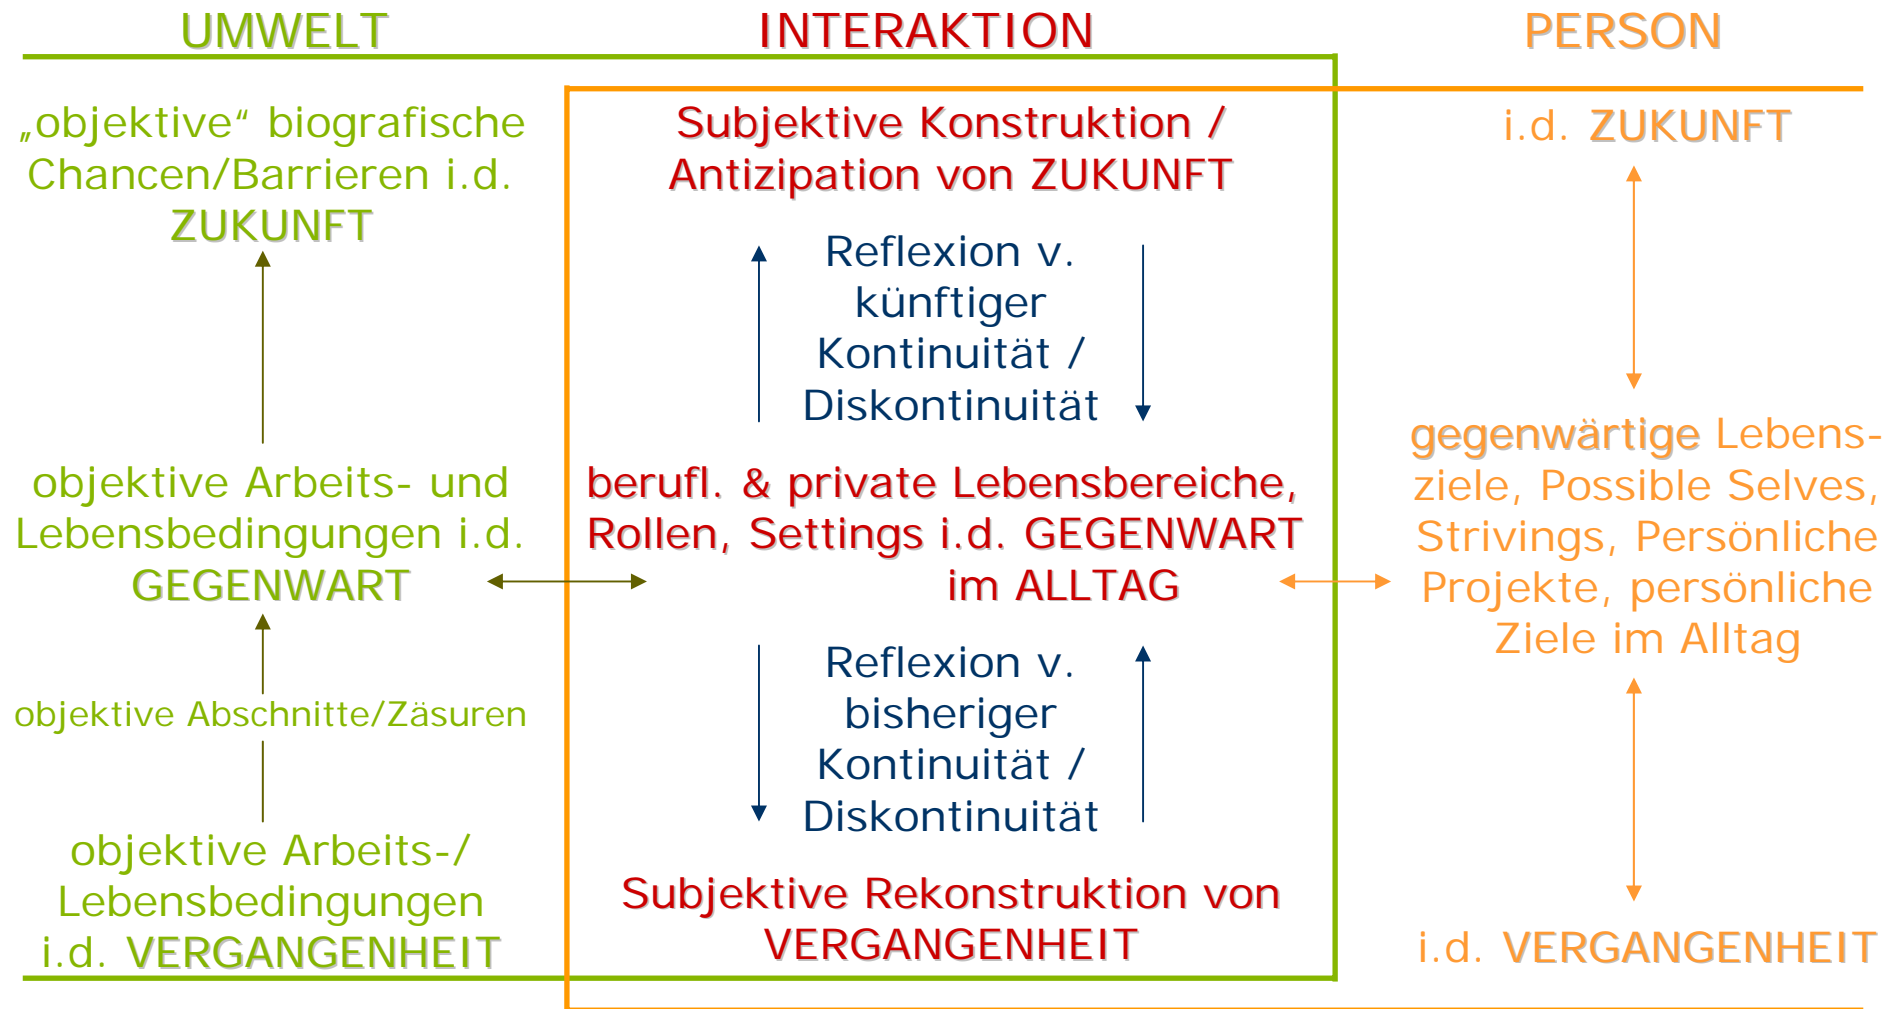 UMWELT
INTERAKTION
PERSON
„objektive“ biografische
Chancen/Barrieren i.d.
ZUKUNFT
objektive Arbeits- und
Lebensbedingungen i.d.
GEGENWART
objektive Abschnitte/Zäsuren
objektive Arbeits-/
Lebensbedingungen
i.d. VERGANGENHEIT
Subjektive Konstruktion /
Antizipation von ZUKUNFT
Reflexion v.
künftiger
Kontinuität /
Diskontinuität
berufl. & private Lebensbereiche,
Rollen, Settings i.d. GEGENWART
im ALLTAG
Reflexion v.
bisheriger
Kontinuität /
Diskontinuität
Subjektive Rekonstruktion von
VERGANGENHEIT
i.d. ZUKUNFT
gegenwärtige Lebens-
ziele, Possible Selves,
Strivings, Persönliche
Projekte, persönliche
Ziele im Alltag
i.d. VERGANGENHEIT